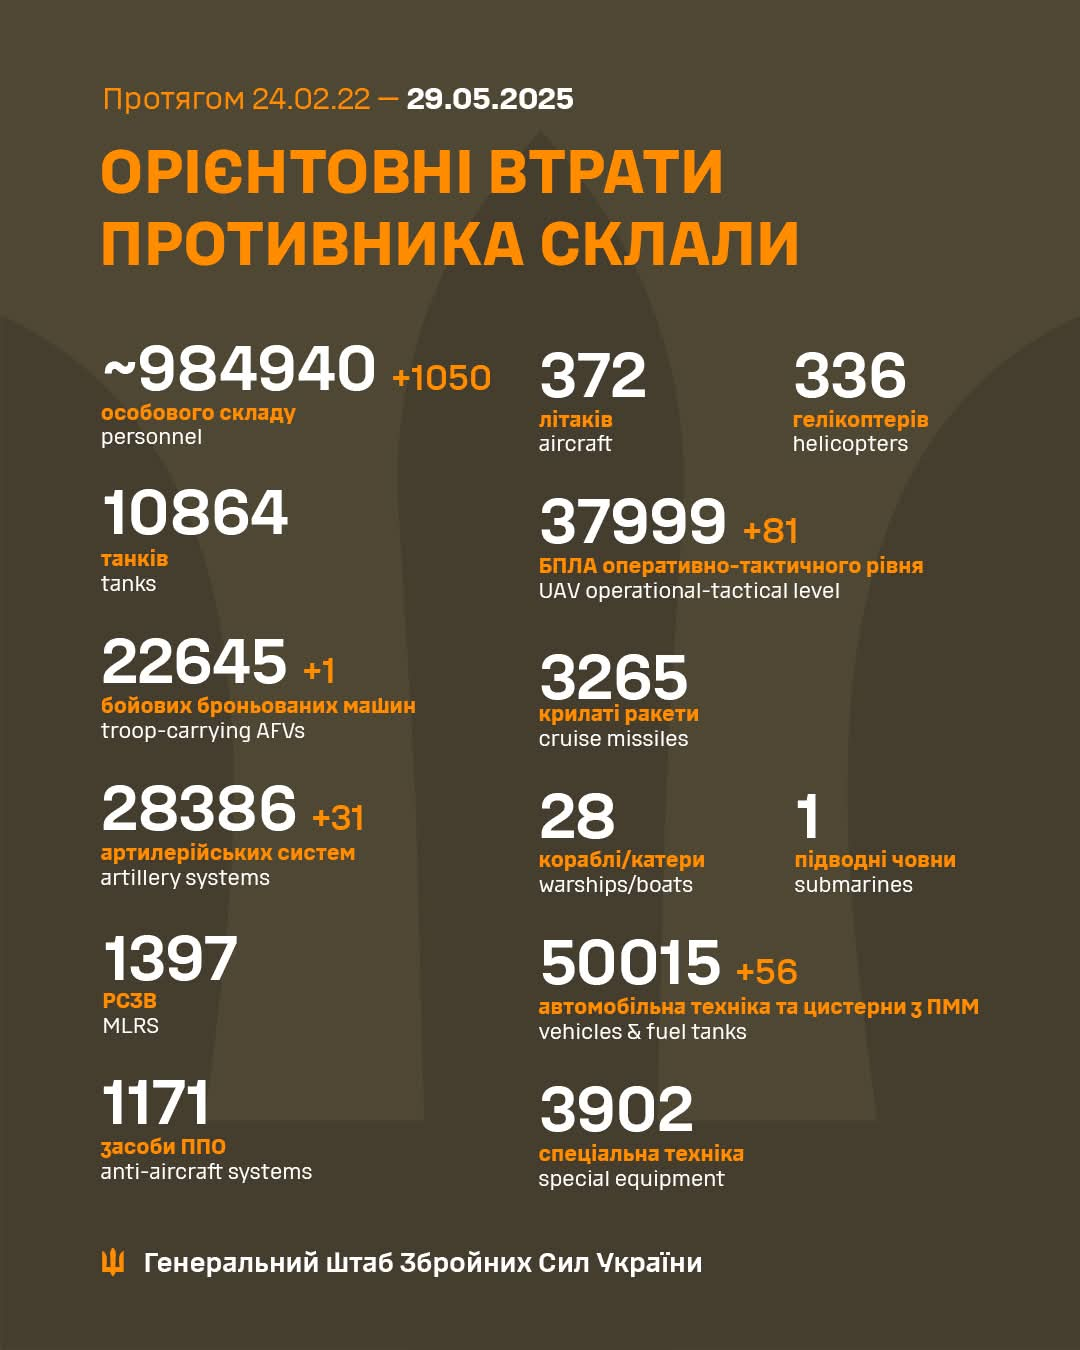 Протягом 24.02.22 — 29.05.2025
ОРІЄНТОВНІ ВТРАТИ
ПРОТИВНИКА СКЛАЛИ
~984940 +1050
особового складу
personnel
372
літаків
aircraft
336
гелікоптерів
helicopters
10864
танків
tanks
37999 +81
БПЛА оперативно-тактичного рівня
UAV operational-tactical level
22645 +1
бойових броньованих машин
troop-carrying AFVs
3265
крилаті ракети
cruise missiles
28386 +31
артилерійських систем
artillery systems
28
кораблі/катери
warships/boats
1
підводні човни
submarines
1397
РСЗВ
MLRS
50015 +56
автомобільна техніка та цистерни з ПММ
vehicles & fuel tanks
1171
засоби ППО
anti-aircraft systems
3902
спеціальна техніка
special equipment
Генеральний Штаб Збройних Сил України